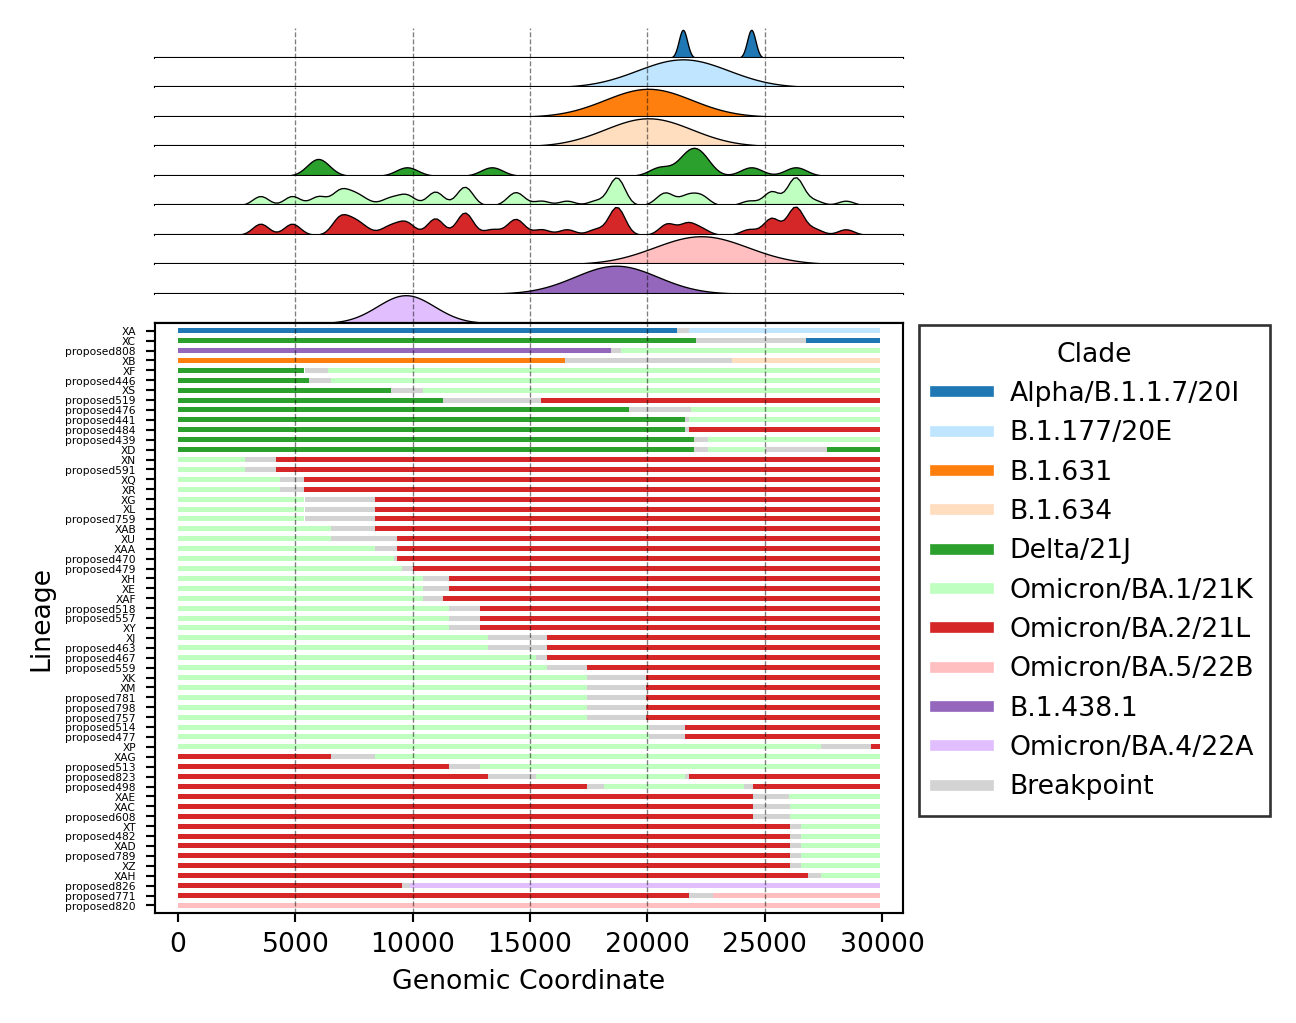 XA
XC
proposed808
XB
XF
proposed446
XS
proposed519
proposed476
proposed441
proposed484
proposed439
XD
XN
proposed591
XQ
XR
XG
XL
proposed759
XAB
XU
XAA
proposed470
proposed479
XH
XE
XAF
proposed518
proposed557
XY
XJ
proposed463
proposed467
proposed559
XK
XM
proposed781
proposed798
proposed757
proposed514
proposed477
XP
XAG
proposed513
proposed823
proposed498
XAE
XAC
proposed608
XT
proposed482
XAD
proposed789
XZ
XAH
proposed826
proposed771
proposed820
Lineage
0 5000 10000 15000 20000 25000 30000
Genomic Coordinate
Clade
Alpha/B.1.1.7/20I
B.1.177/20E
B.1.631
B.1.634
Delta/21J
Omicron/BA.1/21K
Omicron/BA.2/21L
Omicron/BA.5/22B
B.1.438.1
Omicron/BA.4/22A
Breakpoint